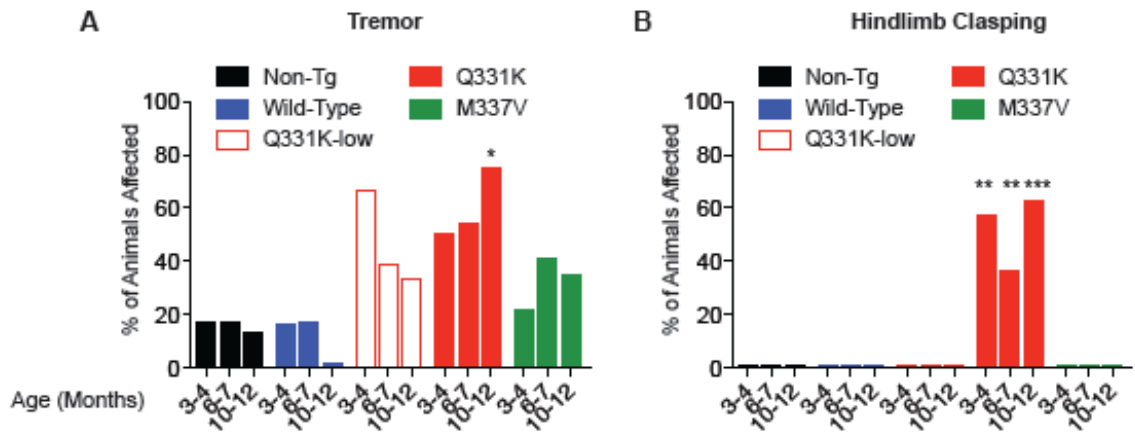 A
Tremor
Non-Tg
Q331K
Wild-Type
M337V
Q331K-low
% of Animals Affected
100
80
60
40
20
0
*
Age (Months)
3-4 6-7 10-12 3-4 6-7 10-12 3-4 6-7 10-12 3-4 6-7 10-12 3-4 6-7 10-12
B
Hindlimb Clasping
Non-Tg
Q331K
Wild-Type
M337V
Q331K-low
% of Animals Affected
100
80
60
40
20
0
** ** ***
3-4 6-7 10-12 3-4 6-7 10-12 3-4 6-7 10-12 3-4 6-7 10-12 3-4 6-7 10-12